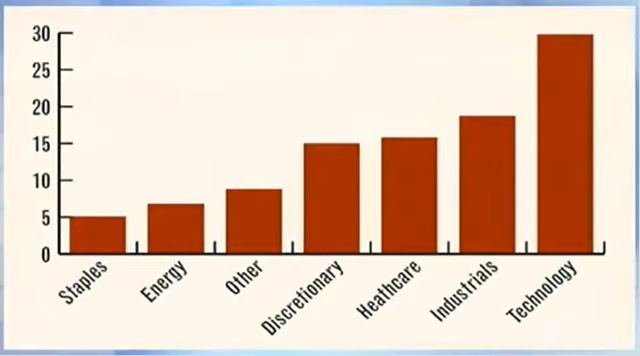 30
25
20
15
10
5
0
Staples
Energy
Other
Discretionary
Heathcare
Industrials
Technology